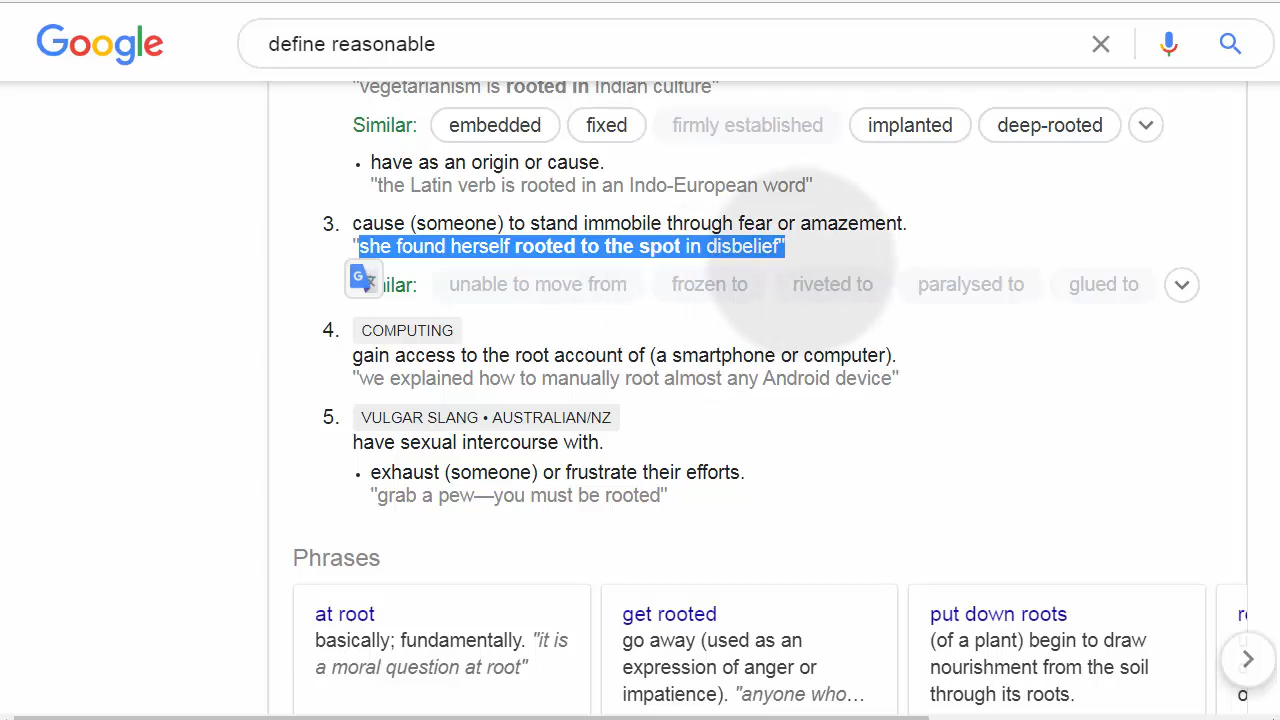 Google
define reasonable
"vegetarianism is rooted in Indian culture"
Similar: embedded fixed firmly established implanted deep-rooted
• have as an origin or cause.
"the Latin verb is rooted in an Indo-European word"
3. cause (someone) to stand immobile through fear or amazement.
"she found herself rooted to the spot in disbelief"
ilar: unable to move from frozen to riveted to paralysed to glued to
4. COMPUTING
gain access to the root account of (a smartphone or computer).
"we explained how to manually root almost any Android device"
5. VULGAR SLANG • AUSTRALIAN/NZ
have sexual intercourse with.
• exhaust (someone) or frustrate their efforts.
"grab a pew—you must be rooted"
Phrases
at root
basically; fundamentally. "it is
a moral question at root"
get rooted
go away (used as an
expression of anger or
impatience). "anyone who…
put down roots
(of a plant) begin to draw
nourishment from the soil
through its roots.